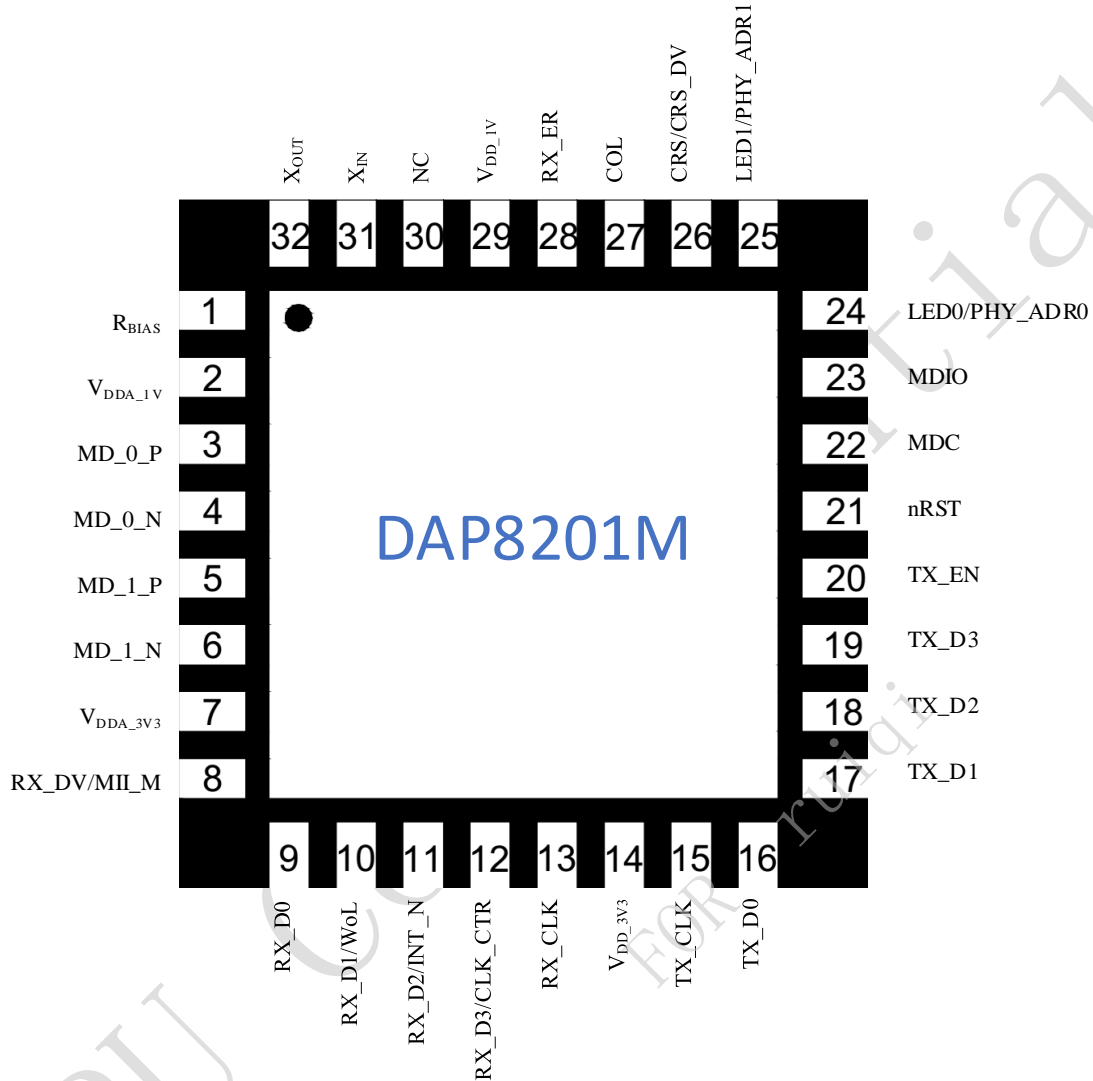 X_OUT
X_IN
NC
V_DD_1V
RX_ER
COL
CRS/CRS_DV
LED1/PHY_ADR1
32
31
30
29
28
27
26
25
R_BIAS
1
V_DDA_1V
2
MD_0_P
3
MD_0_N
4
MD_1_P
5
MD_1_N
6
V_DDA_3V3
7
RX_DV/MII_M
8
DAP8201M
24
LED0/PHY_ADR0
23
MDIO
22
MDC
21
nRST
20
TX_EN
19
TX_D3
18
TX_D2
17
TX_D1
9
10
11
12
13
14
15
16
RX_D0
RX_D1/WoL
RX_D2/INT_N
RX_D3/CLK_CTR
RX_CLK
V_DD_3V3
TX_CLK
TX_D0
FOR ruiqi